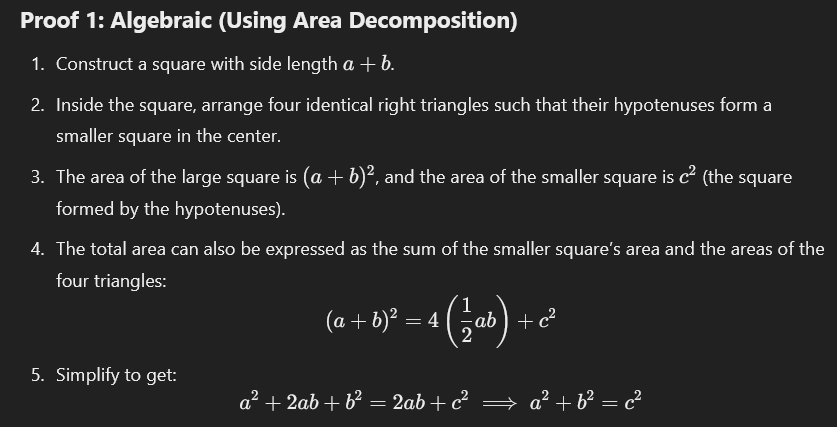 Proof 1: Algebraic (Using Area Decomposition)
1. Construct a square with side length a + b.
2. Inside the square, arrange four identical right triangles such that their hypotenuses form a
smaller square in the center.
3. The area of the large square is (a + b)², and the area of the smaller square is c² (the square
formed by the hypotenuses).
4. The total area can also be expressed as the sum of the smaller square's area and the areas of the
four triangles:
(a + b)² = 4 (½ab) + c²
5. Simplify to get:
a² + 2ab + b² = 2ab + c² ⟹ a² + b² = c²